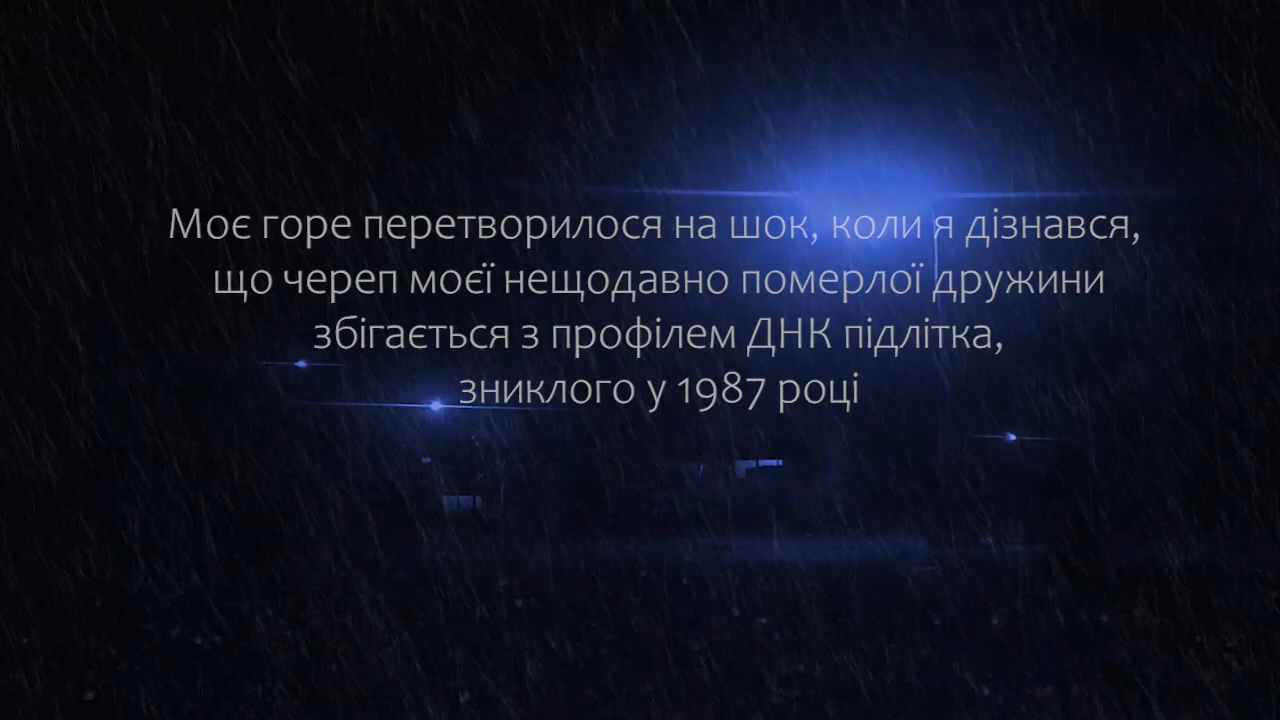 Моє горе перетворилося на шок, коли я дізнався,
що череп моєї нещодавно померлої дружини
збігається з профілем ДНК підлітка,
зниклого у 1987 році